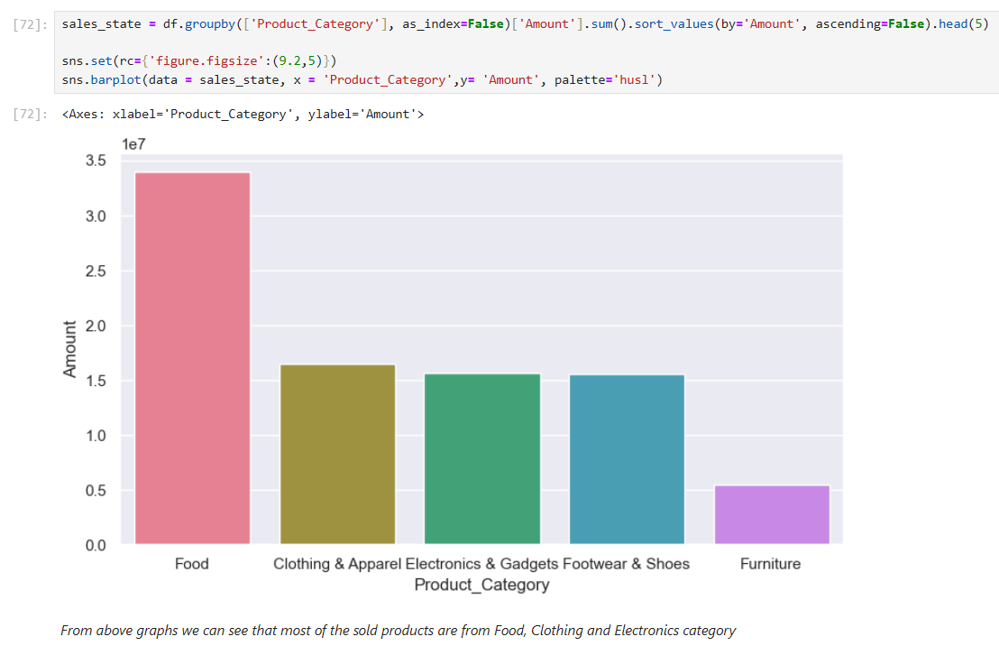 [72]: sales_state = df.groupby(['Product_Category'], as_index=False)['Amount'].sum().sort_values(by='Amount', ascending=False).head(5)
sns.set(rc={'figure.figsize':(9.2,5)})
sns.barplot(data = sales_state, x = 'Product_Category',y= 'Amount', palette='husl')
[72]: <Axes: xlabel='Product_Category', ylabel='Amount'>
1e7
3.5
3.0
2.5
2.0
1.5
1.0
0.5
0.0
Amount
Food Clothing & Apparel Electronics & Gadgets Footwear & Shoes Furniture
Product_Category
From above graphs we can see that most of the sold products are from Food, Clothing and Electronics category